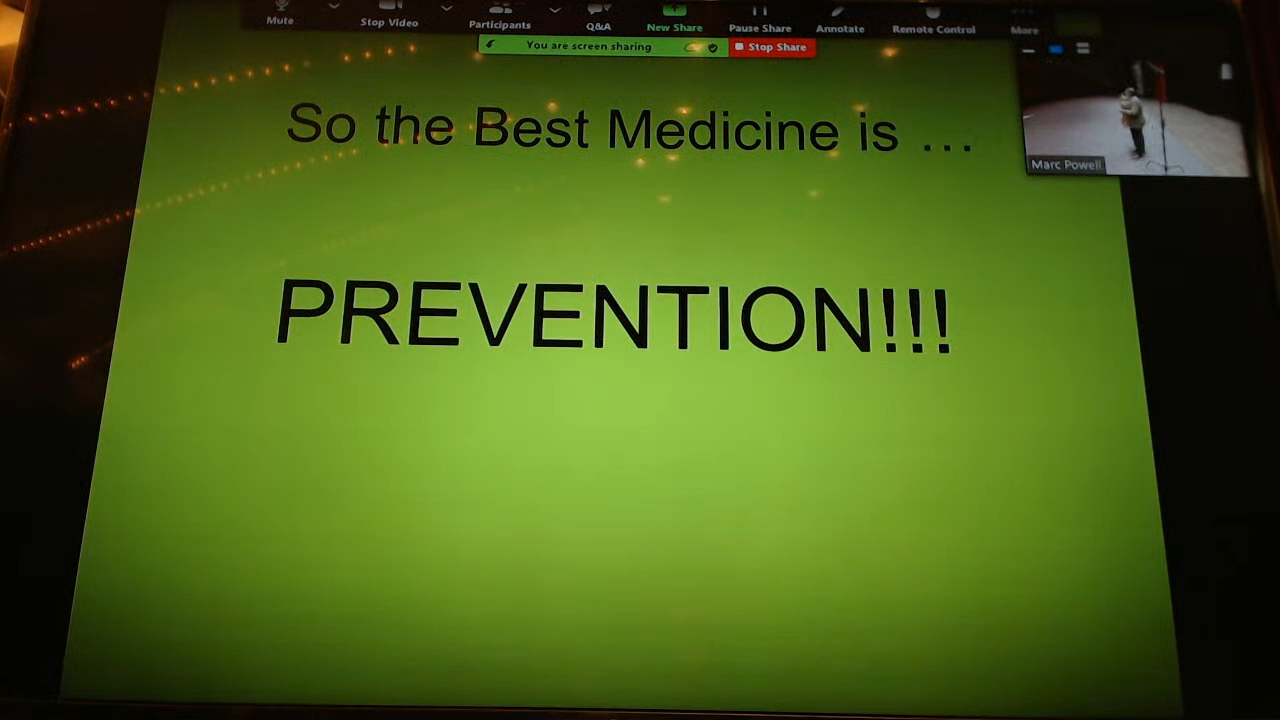 Mute
Stop Video
Participants
Q&A
New Share
Pause Share
Annotate
Remote Control
More
You are screen sharing
Stop Share
So the Best Medicine is …
Marc Powell
PREVENTION!!!